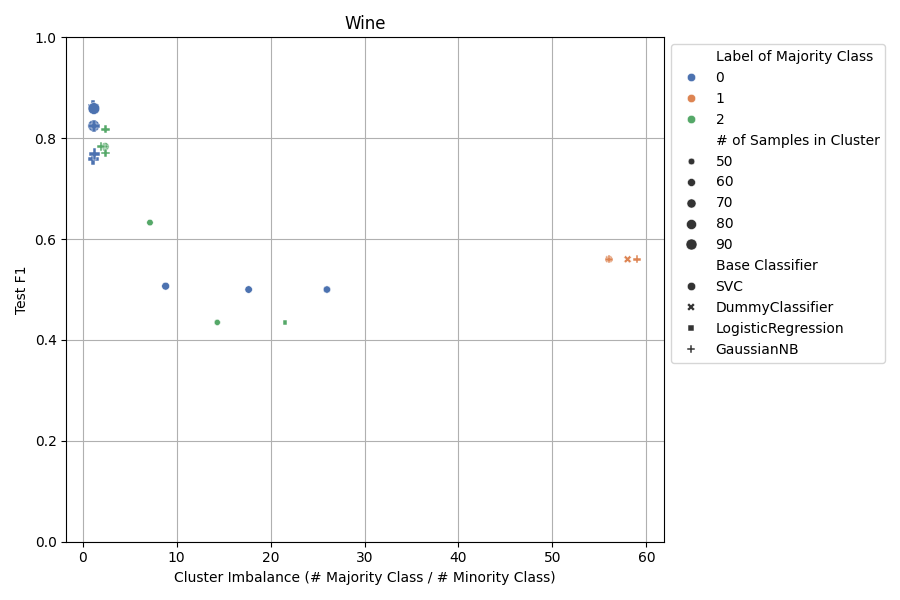 Wine
1.0
0.8
0.6
0.4
0.2
0.0
Test F1
0 10 20 30 40 50 60
Cluster Imbalance (# Majority Class / # Minority Class)
Label of Majority Class
0
1
2
# of Samples in Cluster
50
60
70
80
90
Base Classifier
SVC
DummyClassifier
LogisticRegression
GaussianNB